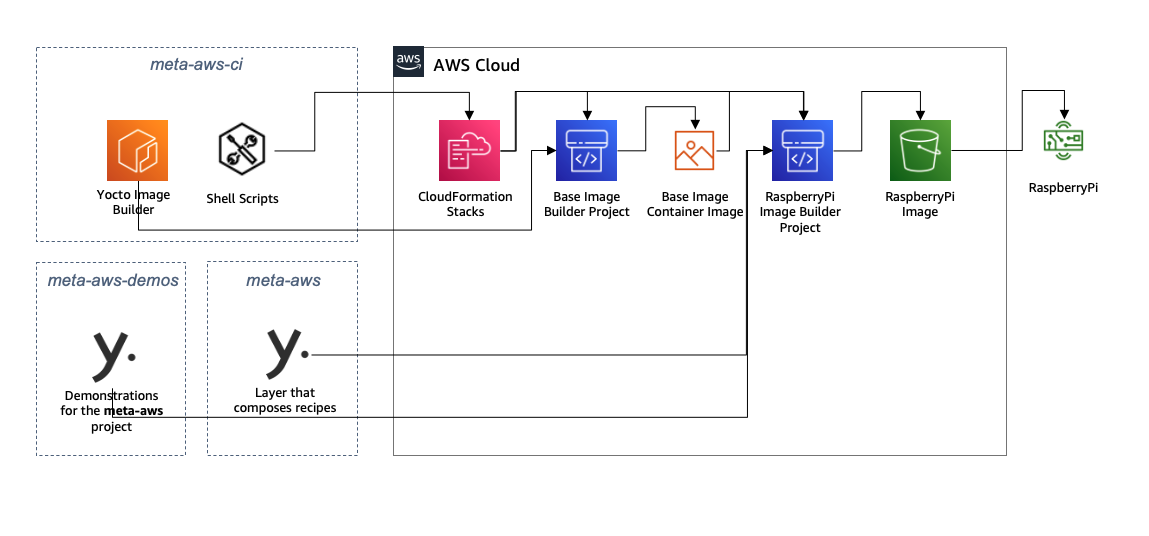 meta-aws-ci
aws
AWS Cloud
Yocto Image
Builder
Shell Scripts
CloudFormation
Stacks
Base Image
Builder Project
Base Image
Container Image
RaspberryPi
Image Builder
Project
RaspberryPi
Image
RaspberryPi
meta-aws-demos
meta-aws
y.
Demonstrations
for the meta-aws
project
y.
Layer that
composes recipes